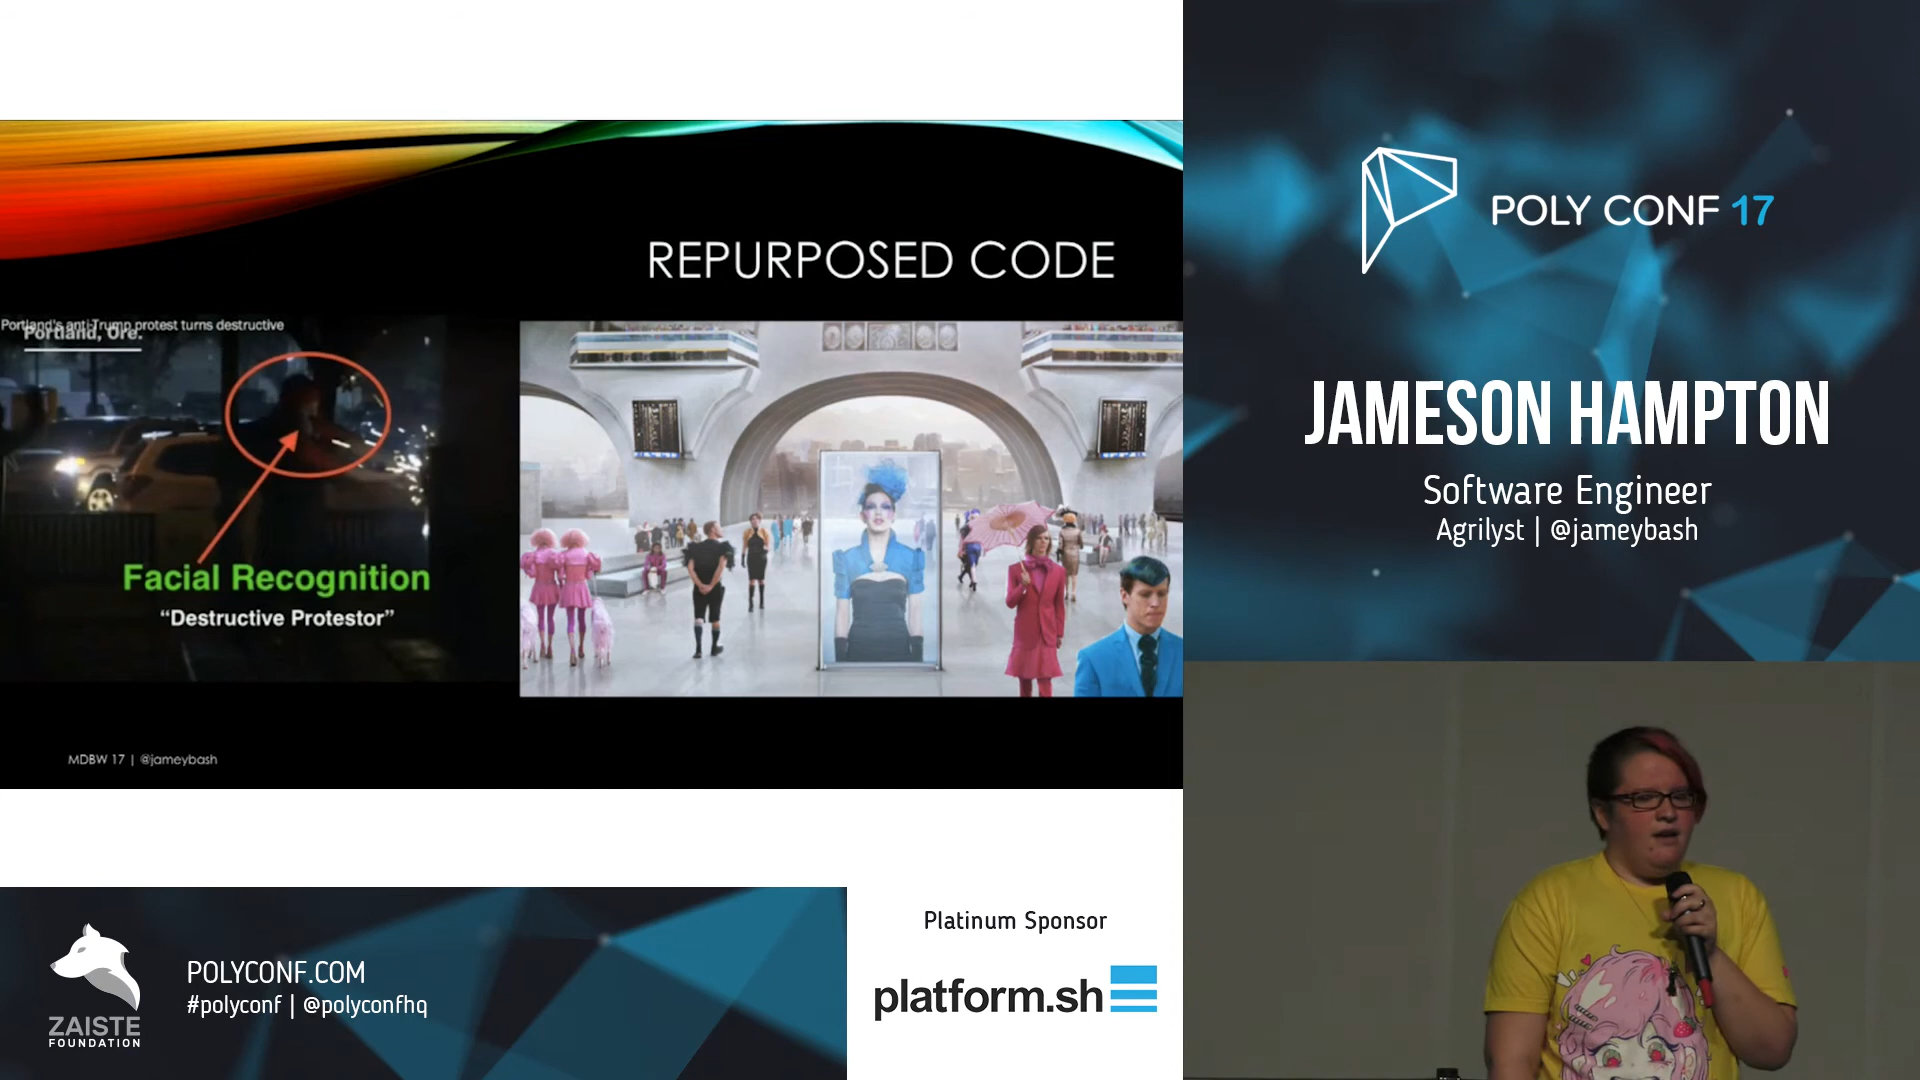 REPURPOSED CODE
Portland's anti-Trump protest turns destructive
Portland, Ore.
Facial Recognition
“Destructive Protestor”
MDBW 17 | @jameybash
POLY CONF 17
JAMESON HAMPTON
Software Engineer
Agrilyst | @jameybash
POLYCONF.COM
#polyconf | @polyconfhq
ZAISTE
FOUNDATION
Platinum Sponsor
platform.sh